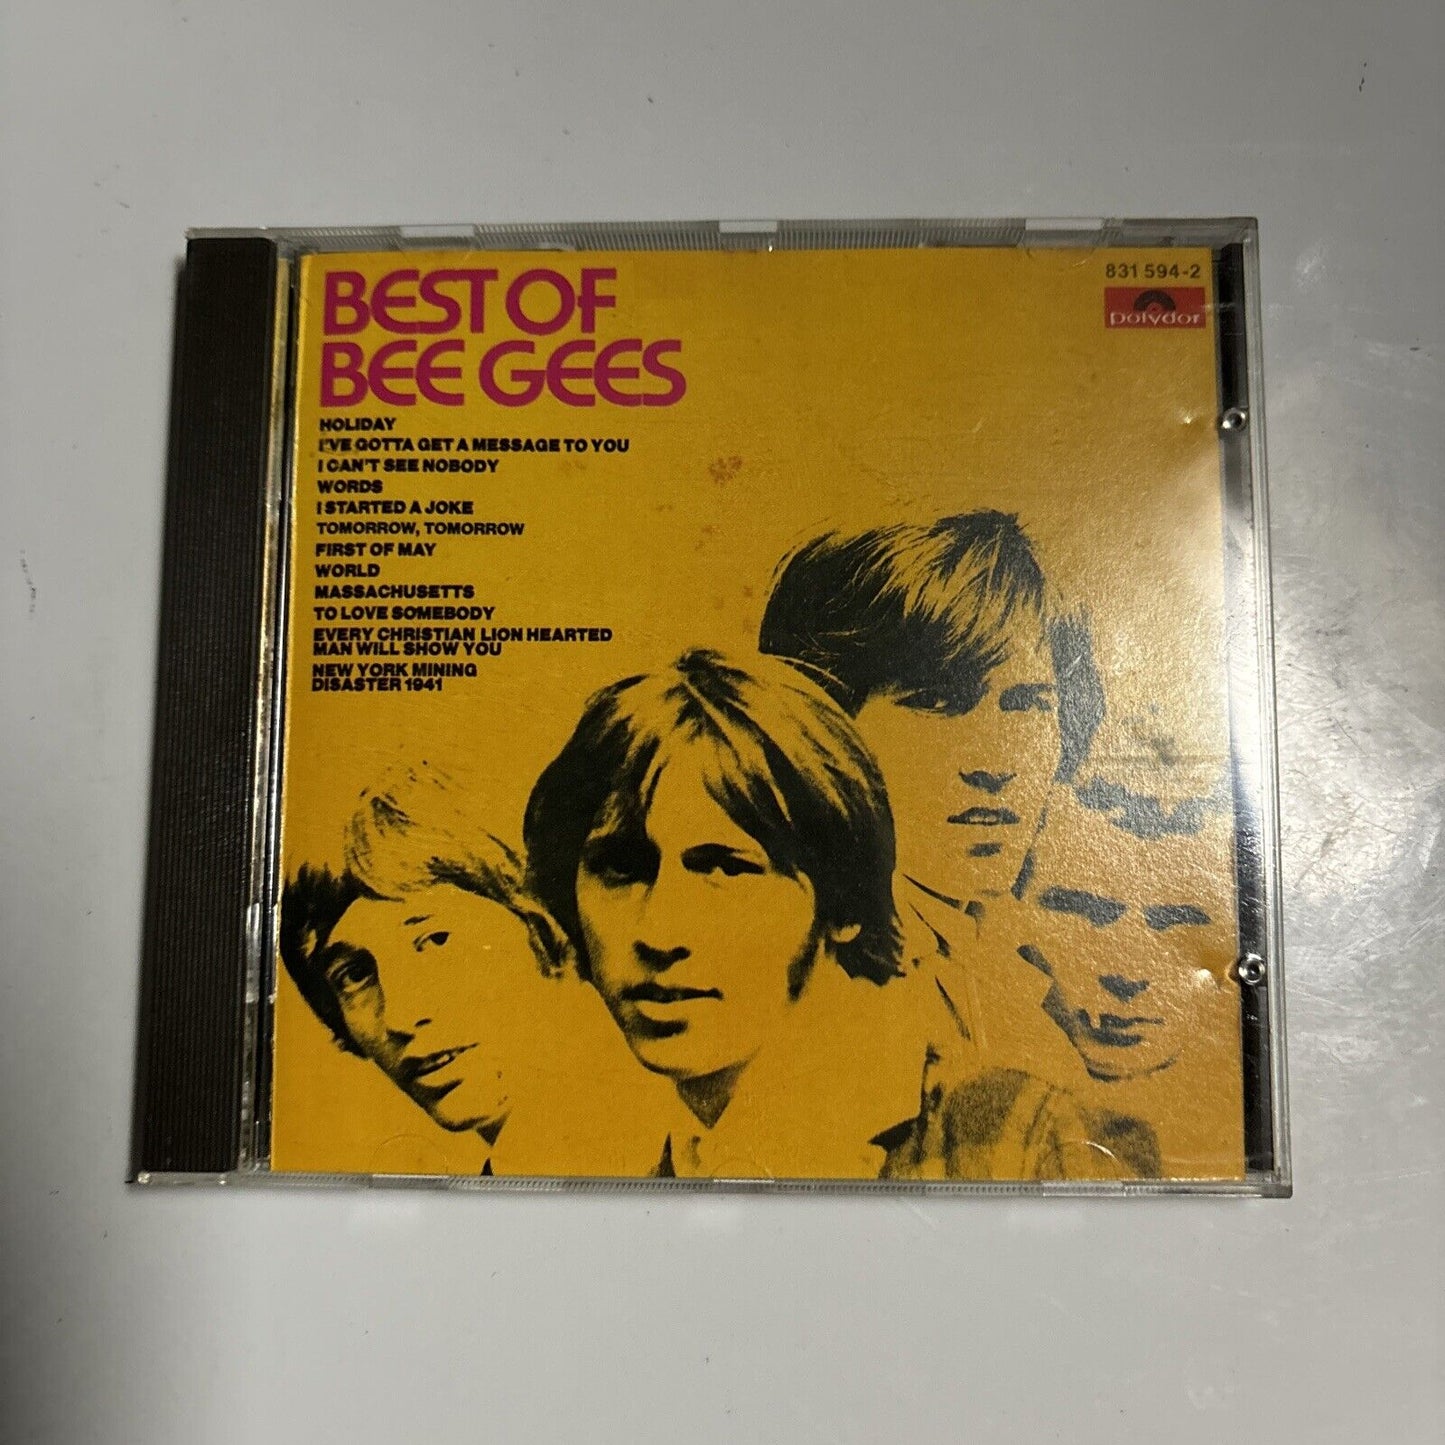 BEST OF
BEE GEES
831 594-2
polydor
HOLIDAY
I'VE GOTTA GET A MESSAGE TO YOU
I CAN'T SEE NOBODY
WORDS
I STARTED A JOKE
TOMORROW, TOMORROW
FIRST OF MAY
WORLD
MASSACHUSETTS
TO LOVE SOMEBODY
EVERY CHRISTIAN LION HEARTED
MAN WILL SHOW YOU
NEW YORK MINING
DISASTER 1941